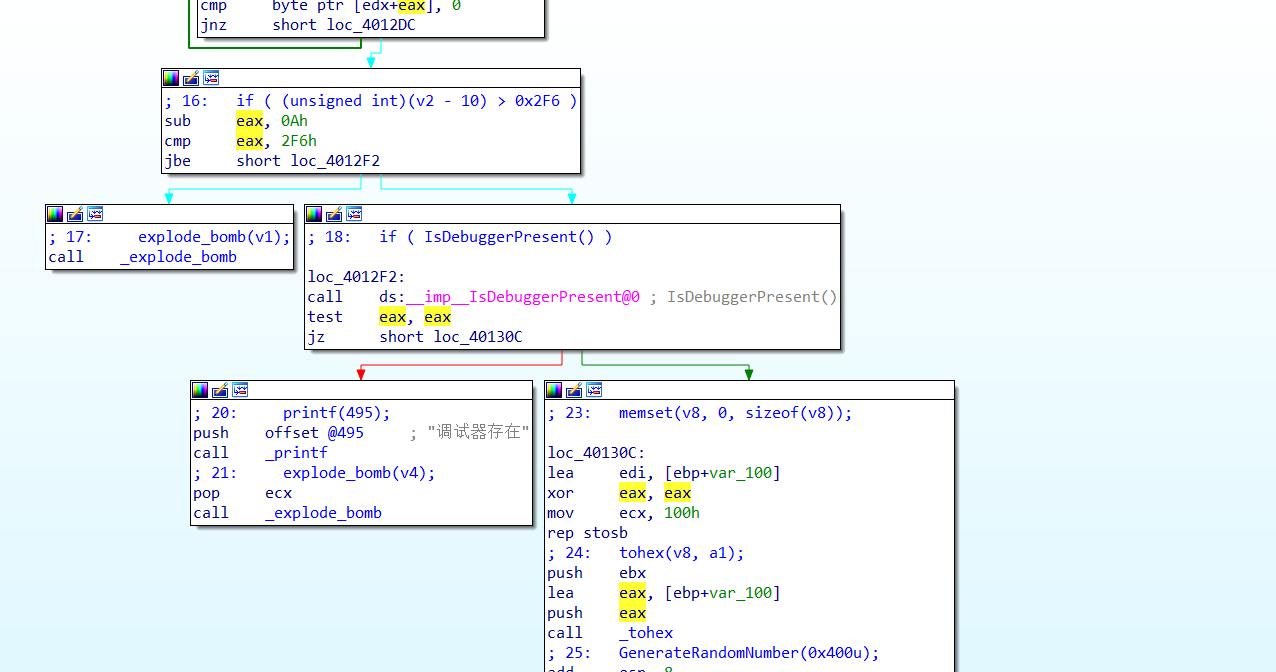 cmp     byte ptr [edx+eax], 0
jnz     short loc_4012DC
; 16:   if ( (unsigned int)(v2 - 10) > 0x2F6 )
sub     eax, 0Ah
cmp     eax, 2F6h
jbe     short loc_4012F2
; 17:     explode_bomb(v1);
call    _explode_bomb
; 18:   if ( IsDebuggerPresent() )
loc_4012F2:
call    ds:__imp__IsDebuggerPresent@0 ; IsDebuggerPresent()
test    eax, eax
jz      short loc_40130C
; 20:     printf(495);
push    offset @495     ; "调试器存在"
call    _printf
; 21:     explode_bomb(v4);
pop     ecx
call    _explode_bomb
; 23:   memset(v8, 0, sizeof(v8));
loc_40130C:
lea     edi, [ebp+var_100]
xor     eax, eax
mov     ecx, 100h
rep stosb
; 24:   tohex(v8, a1);
push    ebx
lea     eax, [ebp+var_100]
push    eax
call    _tohex
; 25:   GenerateRandomNumber(0x400u);